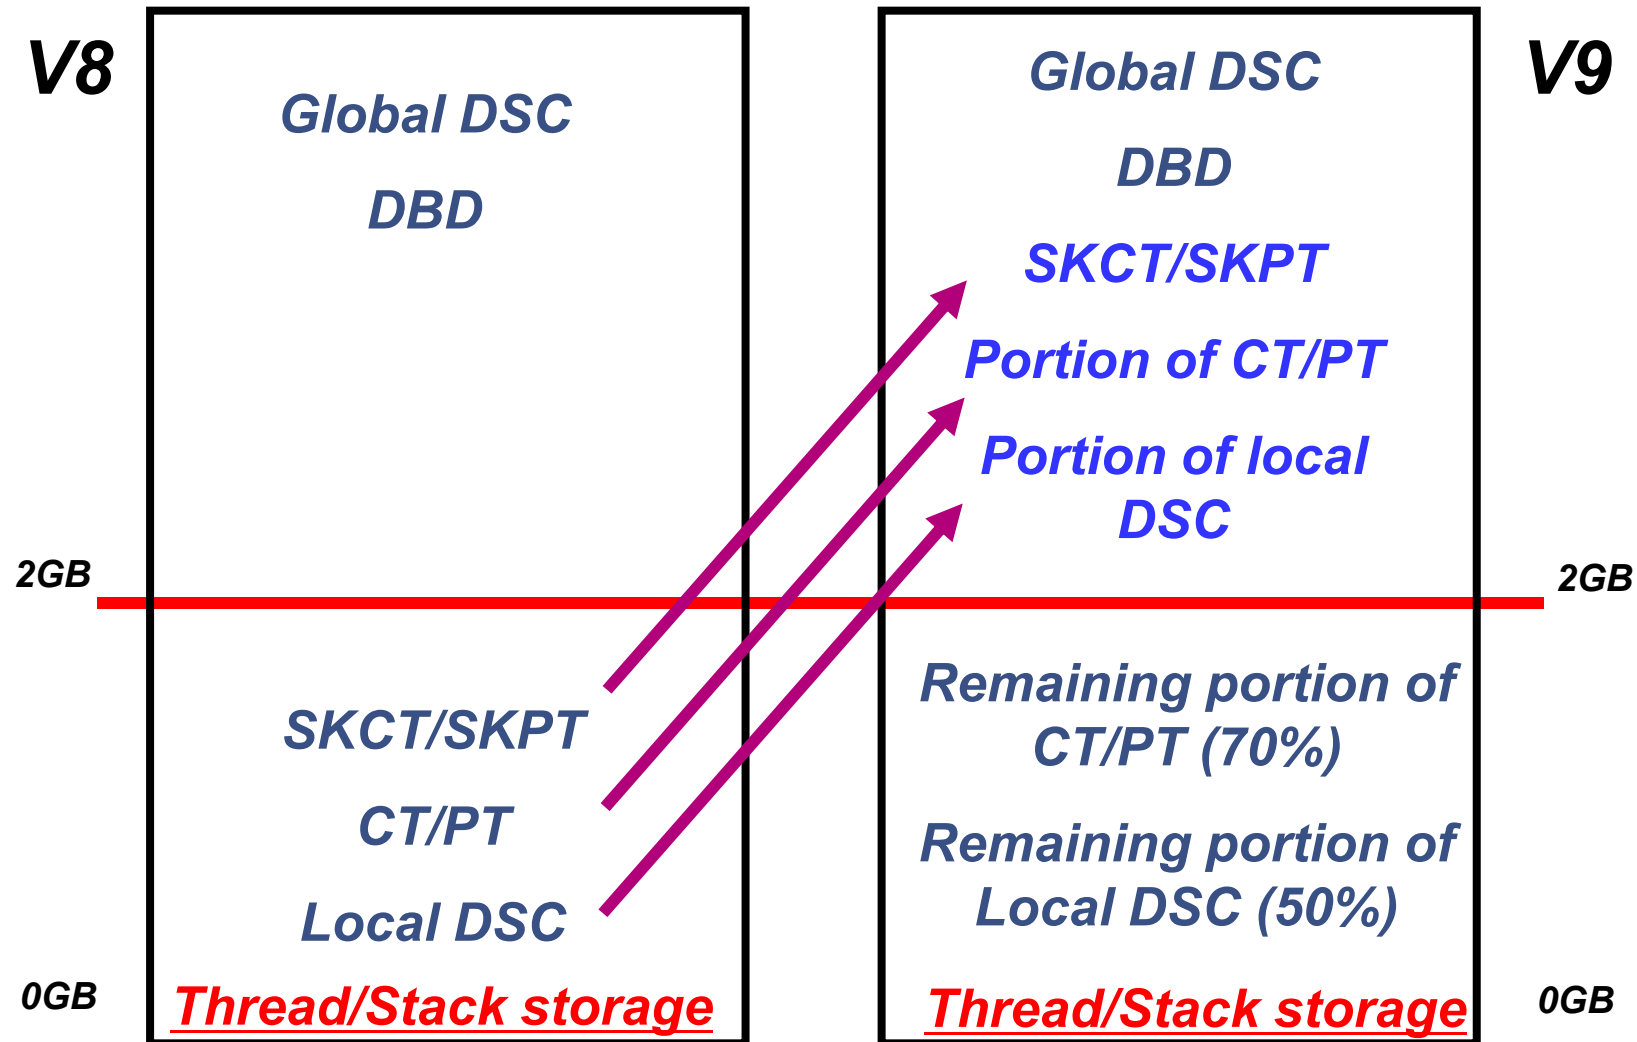 V8
Global DSC
DBD
2GB
SKCT/SKPT
CT/PT
Local DSC
0GB
Thread/Stack storage
V9
Global DSC
DBD
SKCT/SKPT
Portion of CT/PT
Portion of local
DSC
2GB
Remaining portion of
CT/PT (70%)
Remaining portion of
Local DSC (50%)
0GB
Thread/Stack storage